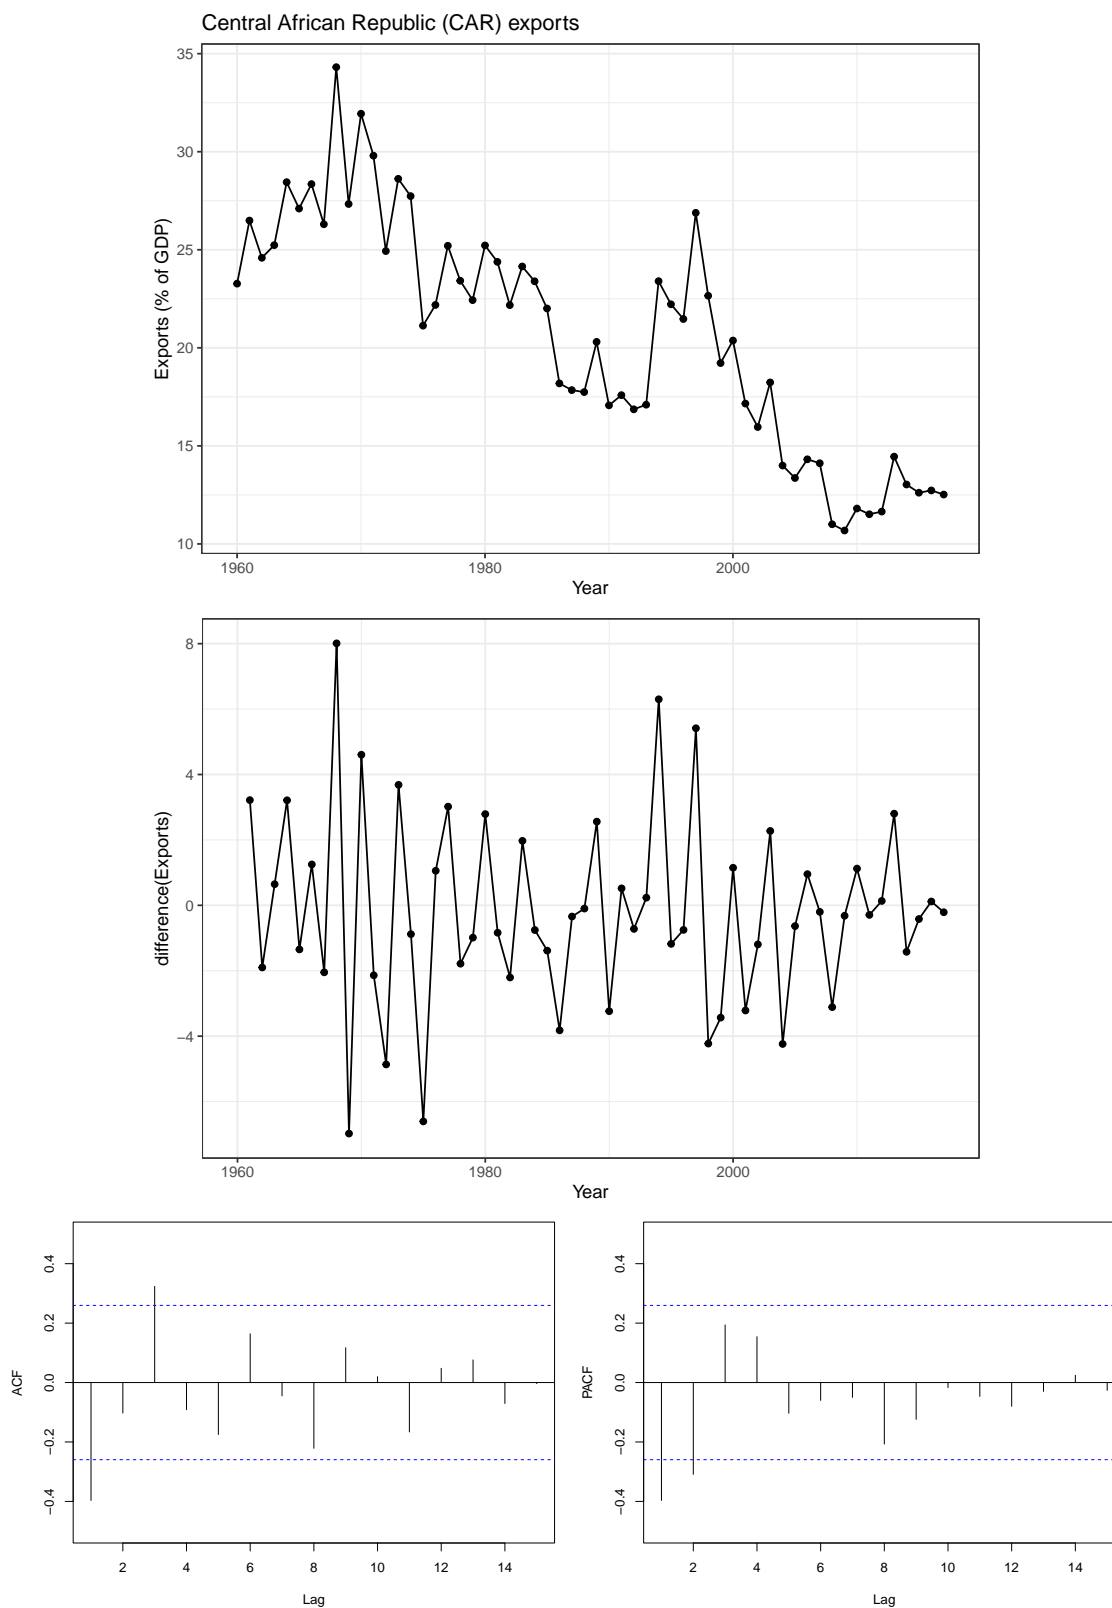 Central African Republic (CAR) exports
35
30
25
20
15
10
Exports (% of GDP)
1960 1980 2000
Year
8
4
0
−4
difference(Exports)
1960 1980 2000
Year
0.4
0.2
0.0
−0.2
−0.4
ACF
2 4 6 8 10 12 14
Lag
0.4
0.2
0.0
−0.2
−0.4
PACF
2 4 6 8 10 12 14
Lag